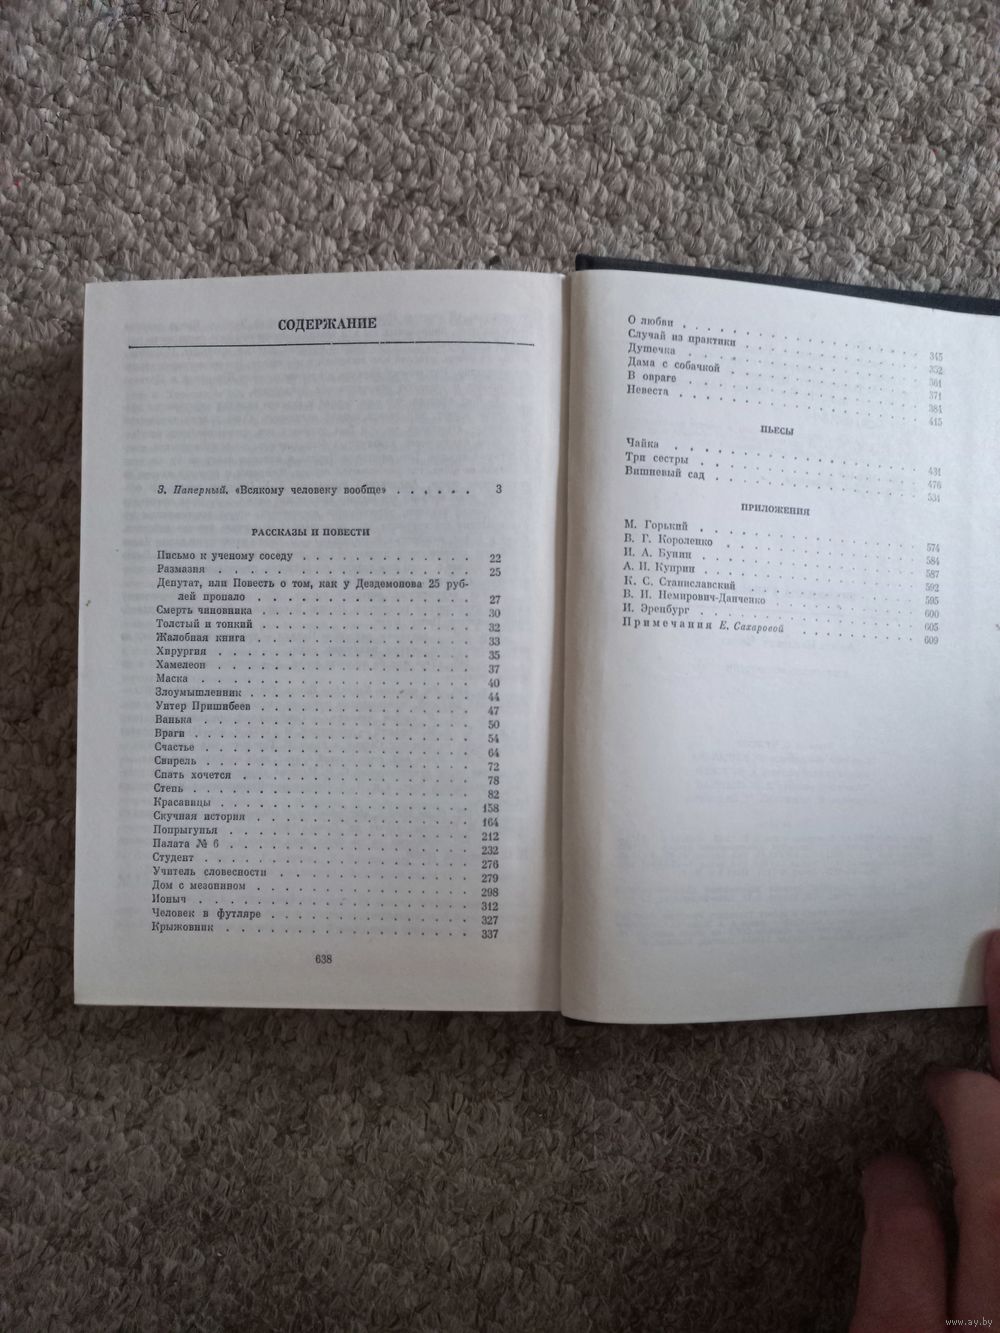 СОДЕРЖАНИЕ
З. Паперный. «Всякому человеку вообще» . . . . . . 3
РАССКАЗЫ И ПОВЕСТИ
Письмо к ученому соседу . . . . . . . . . . . 22
Размазня . . . . . . . . . . . . . . . . . 25
Депутат, или Повесть о том, как у Дездемонова 25 руб-
лей пропало . . . . . . . . . . . . . . 27
Смерть чиновника . . . . . . . . . . . . . . 30
Толстый и тонкий . . . . . . . . . . . . . . 32
Жалобная книга . . . . . . . . . . . . . . . 33
Хирургия . . . . . . . . . . . . . . . . . 35
Хамелеон . . . . . . . . . . . . . . . . . 37
Маска . . . . . . . . . . . . . . . . . . 40
Злоумышленник . . . . . . . . . . . . . . . 44
Унтер Пришибеев . . . . . . . . . . . . . . 47
Ванька . . . . . . . . . . . . . . . . . . 50
Враги . . . . . . . . . . . . . . . . . . 54
Счастье . . . . . . . . . . . . . . . . . . 64
Свирель . . . . . . . . . . . . . . . . . . 72
Спать хочется . . . . . . . . . . . . . . . 78
Степь . . . . . . . . . . . . . . . . . . 82
Красавицы . . . . . . . . . . . . . . . . . 158
Скучная история . . . . . . . . . . . . . . 164
Попрыгунья . . . . . . . . . . . . . . . . 212
Палата № 6 . . . . . . . . . . . . . . . . 232
Студент . . . . . . . . . . . . . . . . . . 276
Учитель словесности . . . . . . . . . . . . 279
Дом с мезонином . . . . . . . . . . . . . . 298
Ионыч . . . . . . . . . . . . . . . . . . 312
Человек в футляре . . . . . . . . . . . . . 327
Крыжовник . . . . . . . . . . . . . . . . 337
638
О любви . . . . . . . . . . . . . . . . . 345
Случай из практики . . . . . . . . . . . . . 352
Душечка . . . . . . . . . . . . . . . . . 361
Дама с собачкой . . . . . . . . . . . . . . 371
В овраге . . . . . . . . . . . . . . . . . 384
Невеста . . . . . . . . . . . . . . . . . . 415
ПЬЕСЫ
Чайка . . . . . . . . . . . . . . . . . . 431
Три сестры . . . . . . . . . . . . . . . . 476
Вишневый сад . . . . . . . . . . . . . . . 531
ПРИЛОЖЕНИЯ
М. Горький . . . . . . . . . . . . . . . . 574
В. Г. Короленко . . . . . . . . . . . . . . 584
И. А. Бунин . . . . . . . . . . . . . . . . 587
А. И. Куприн . . . . . . . . . . . . . . . 592
К. С. Станиславский . . . . . . . . . . . . 595
В. И. Немирович-Данченко . . . . . . . . . . 600
И. Эренбург . . . . . . . . . . . . . . . . 605
Примечания Е. Сахаровой . . . . . . . . . . 609
www.ay.by